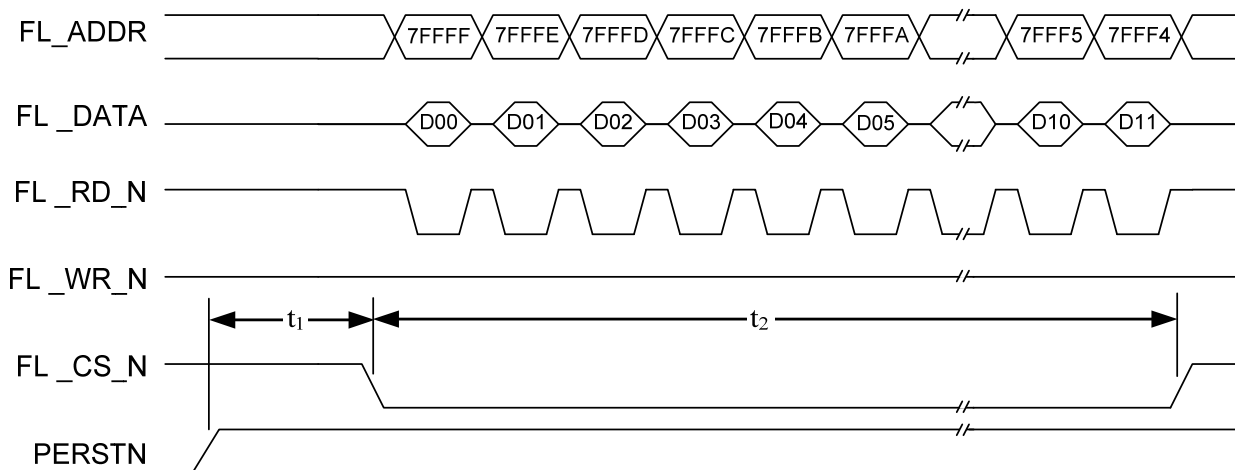 FL_ADDR 7FFFF 7FFFE 7FFFD 7FFFC 7FFFB 7FFFA 7FFF5 7FFF4
FL _DATA D00 D01 D02 D03 D04 D05 D10 D11
FL _RD_N
FL _WR_N
t1 t2
FL _CS_N
PERSTN